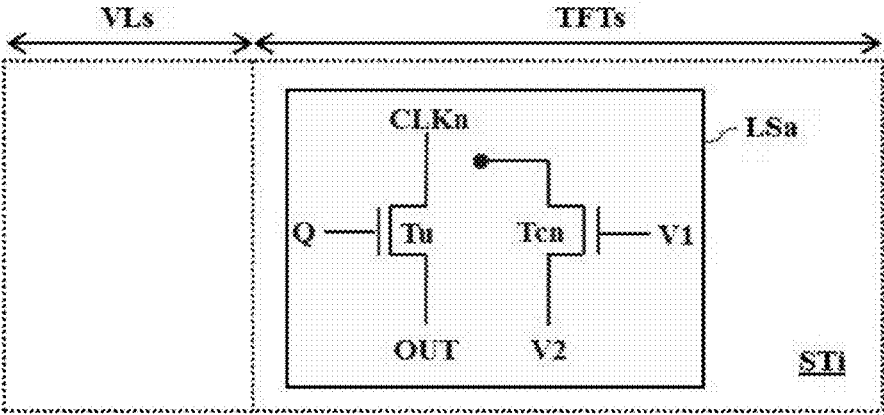 VLs
TFTs
CLKn
LSa
Q
Tu
Tcn
V1
OUT
V2
STi